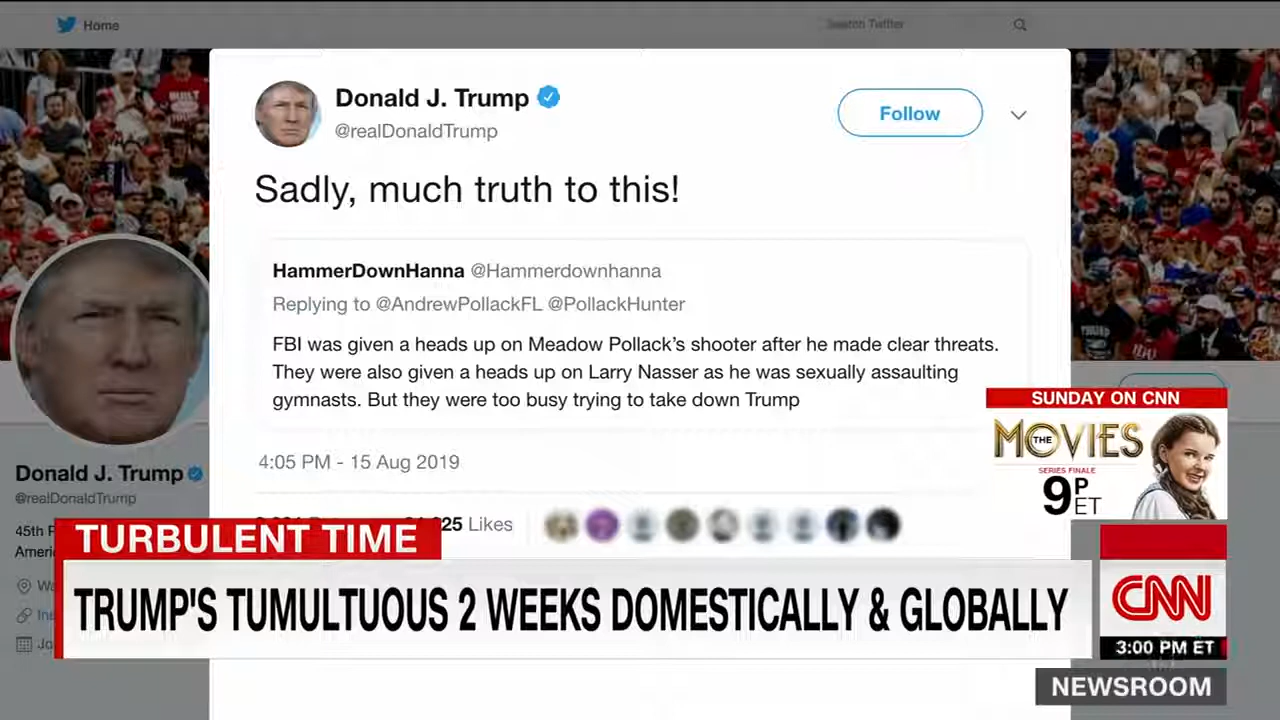 Home
Search Twitter
Donald J. Trump
@realDonaldTrump
Follow
Sadly, much truth to this!
HammerDownHanna @Hammerdownhanna
Replying to @AndrewPollackFL @PollackHunter
FBI was given a heads up on Meadow Pollack's shooter after he made clear threats.
They were also given a heads up on Larry Nasser as he was sexually assaulting
gymnasts. But they were too busy trying to take down Trump
4:05 PM - 15 Aug 2019
Likes
Donald J. Trump
@realDonaldTrump
45th
SUNDAY ON CNN
THE MOVIES
SERIES FINALE
9P ET
TURBULENT TIME
TRUMP'S TUMULTUOUS 2 WEEKS DOMESTICALLY & GLOBALLY
CNN
3:00 PM ET
NEWSROOM